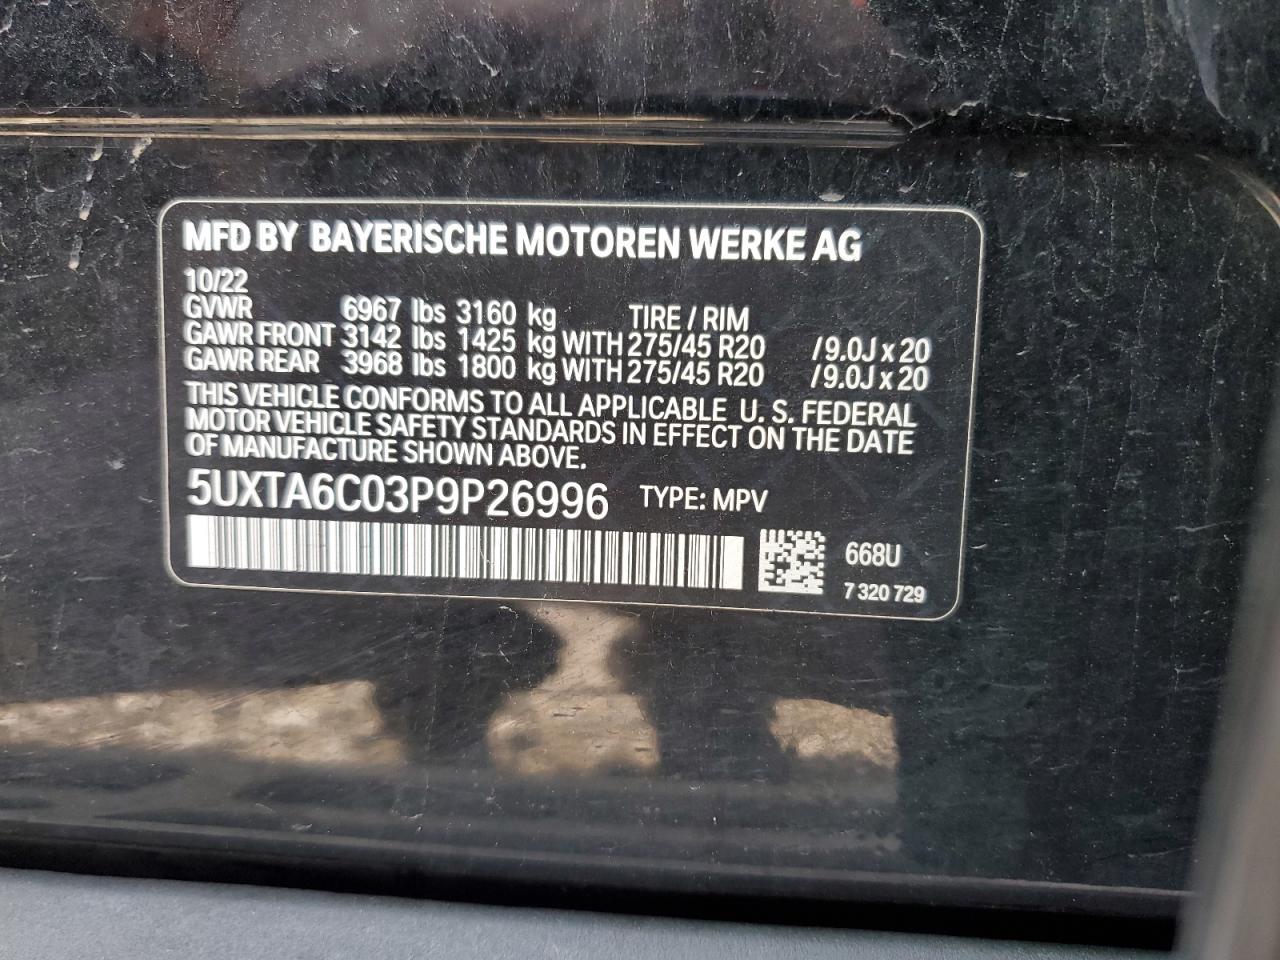 MFD BY BAYERISCHE MOTOREN WERKE AG
10/22
GVWR 6967 lbs 3160 kg TIRE / RIM
GAWR FRONT 3142 lbs 1425 kg WITH 275/45 R20 /9.0J x 20
GAWR REAR 3968 lbs 1800 kg WITH 275/45 R20 /9.0J x 20
THIS VEHICLE CONFORMS TO ALL APPLICABLE U. S. FEDERAL
MOTOR VEHICLE SAFETY STANDARDS IN EFFECT ON THE DATE
OF MANUFACTURE SHOWN ABOVE.
5UXTA6C03P9P26996 TYPE: MPV
668U
7 320 729